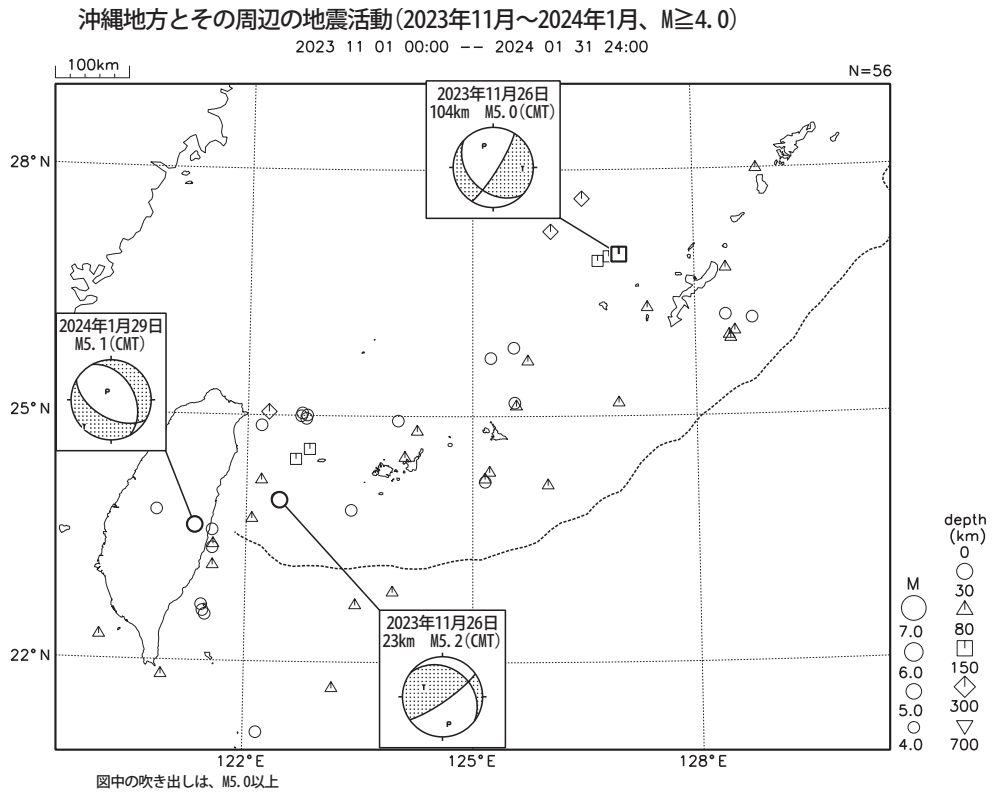 沖縄地方とその周辺の地震活動(2023年11月～2024年1月、M≧4.0)
2023 11 01 00:00 -- 2024 01 31 24:00
100km
N=56
2023年11月26日
104km M5.0(CMT)
P
T
28°N
2024年1月29日
M5.1(CMT)
P
T
25°N
2023年11月26日
23km M5.2(CMT)
T
P
22°N
122°E
125°E
128°E
depth
(km)
0
30
80
150
300
700
M
7.0
6.0
5.0
4.0
図中の吹き出しは、M5.0以上